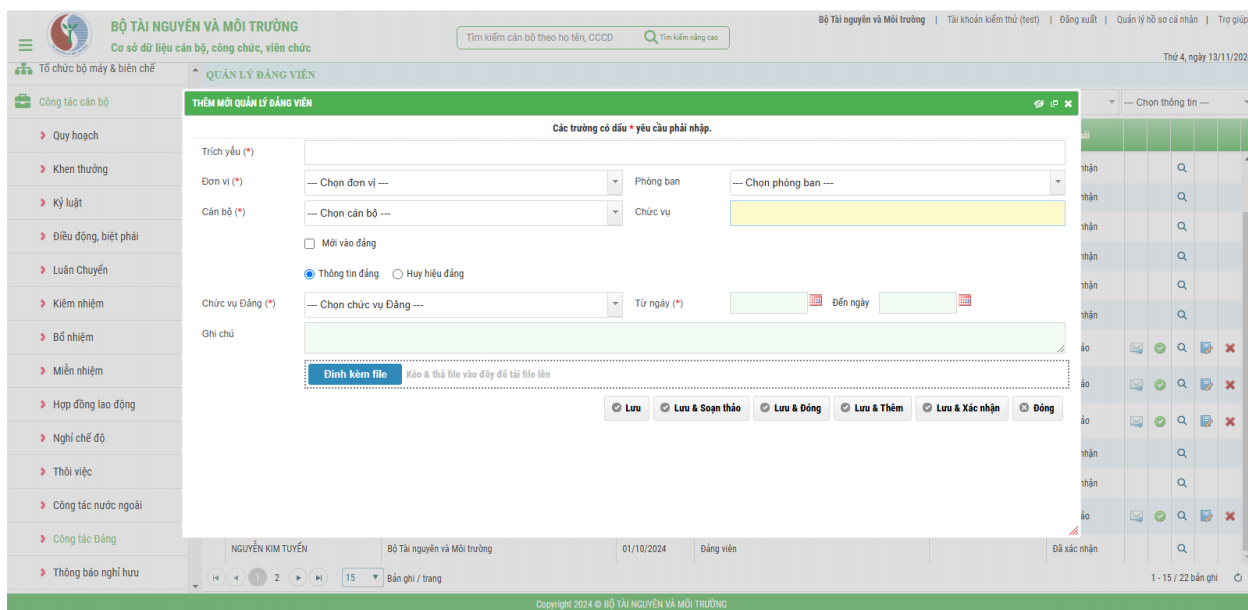 BỘ TÀI NGUYÊN VÀ MÔI TRƯỜNG
Cơ sở dữ liệu cán bộ, công chức, viên chức
Tìm kiếm cán bộ theo họ tên, CCCD
Tìm kiếm nâng cao
Bộ Tài nguyên và Môi trường | Tài khoản kiểm thử (test) | Đăng xuất | Quản lý hồ sơ cá nhân | Trợ giúp
Thứ 4, ngày 13/11/202
Tổ chức bộ máy & biên chế
Công tác cán bộ
Quy hoạch
Khen thưởng
Kỷ luật
Điều động, biệt phái
Luân Chuyển
Kiêm nhiệm
Bổ nhiệm
Miễn nhiệm
Hợp đồng lao động
Nghỉ chế độ
Thôi việc
Công tác nước ngoài
Công tác Đảng
Thông báo nghỉ hưu
QUẢN LÝ ĐẢNG VIÊN
--- Chọn thông tin ---
THÊM MỚI QUẢN LÝ ĐẢNG VIÊN
Các trường có dấu * yêu cầu phải nhập.
Trích yếu (*)
Đơn vị (*) --- Chọn đơn vị --- Phòng ban --- Chọn phòng ban ---
Cán bộ (*) --- Chọn cán bộ --- Chức vụ
Mới vào đảng
Thông tin đảng Huy hiệu đảng
Chức vụ Đảng (*) --- Chọn chức vụ Đảng --- Từ ngày (*) Đến ngày
Ghi chú
Đính kèm file Kéo & thả file vào đây để tải file lên
Lưu Lưu & Soạn thảo Lưu & Đóng Lưu & Thêm Lưu & Xác nhận Đóng
NGUYỄN KIM TUYẾN Bộ Tài nguyên và Môi trường 01/10/2024 Đảng viên Đã xác nhận
1 2 15 Bản ghi / trang 1 - 15 / 22 bản ghi
Copyright 2024 © BỘ TÀI NGUYÊN VÀ MÔI TRƯỜNG